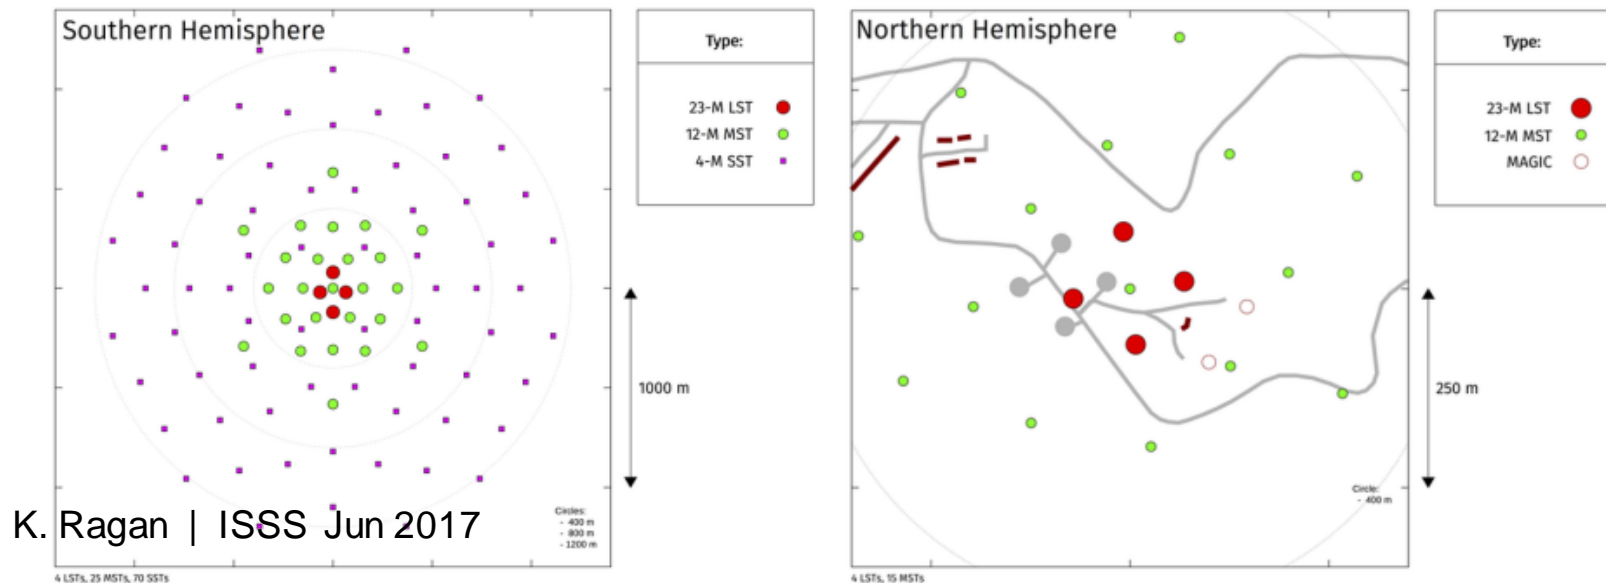 Southern Hemisphere
Type:
23-M LST
12-M MST
4-M SST
1000 m
Circles:
- 400 m
- 800 m
- 1200 m
4 LSTs, 25 MSTs, 70 SSTs
K. Ragan | ISSS Jun 2017
Northern Hemisphere
Type:
23-M LST
12-M MST
MAGIC
250 m
Circle:
- 400 m
4 LSTs, 15 MSTs